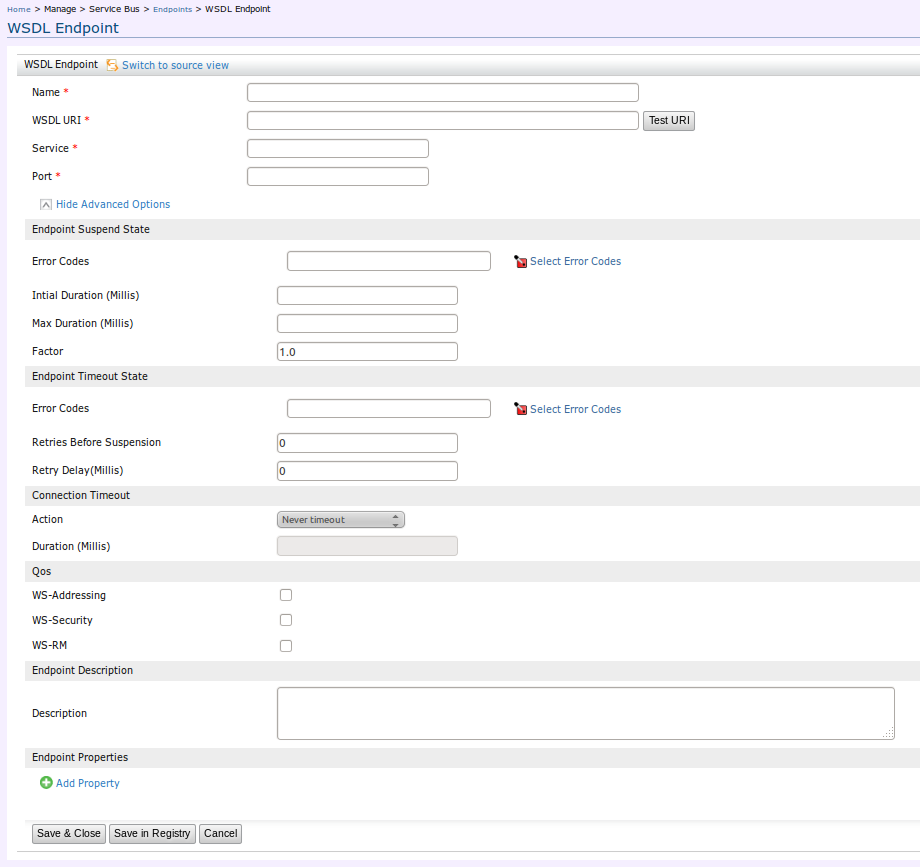 Home > Manage > Service Bus > Endpoints > WSDL Endpoint
WSDL Endpoint
WSDL Endpoint Switch to source view
Name *
WSDL URI * Test URI
Service *
Port *
Hide Advanced Options
Endpoint Suspend State
Error Codes Select Error Codes
Intial Duration (Millis)
Max Duration (Millis)
Factor 1.0
Endpoint Timeout State
Error Codes Select Error Codes
Retries Before Suspension 0
Retry Delay(Millis) 0
Connection Timeout
Action Never timeout
Duration (Millis)
Qos
WS-Addressing
WS-Security
WS-RM
Endpoint Description
Description
Endpoint Properties
Add Property
Save & Close Save in Registry Cancel